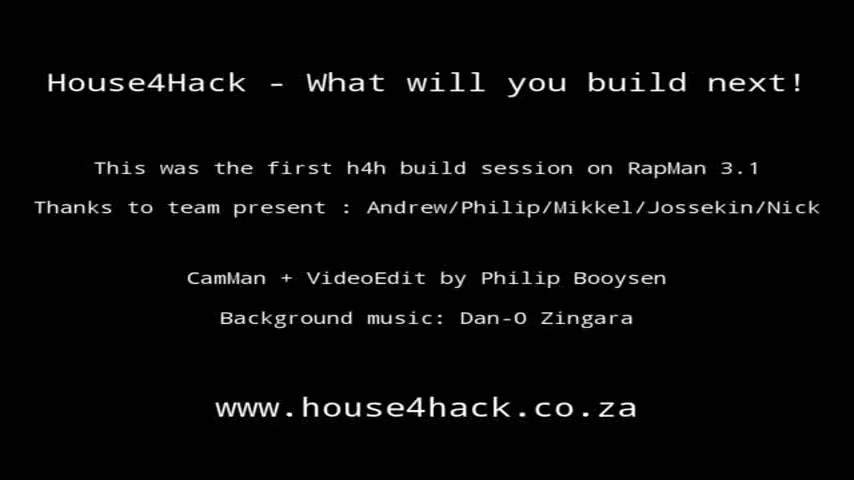 House4Hack - What will you build next!
This was the first h4h build session on RapMan 3.1
Thanks to team present : Andrew/Philip/Mikkel/Jossekin/Nick
CamMan + VideoEdit by Philip Booysen
Background music: Dan-O Zingara
www.house4hack.co.za